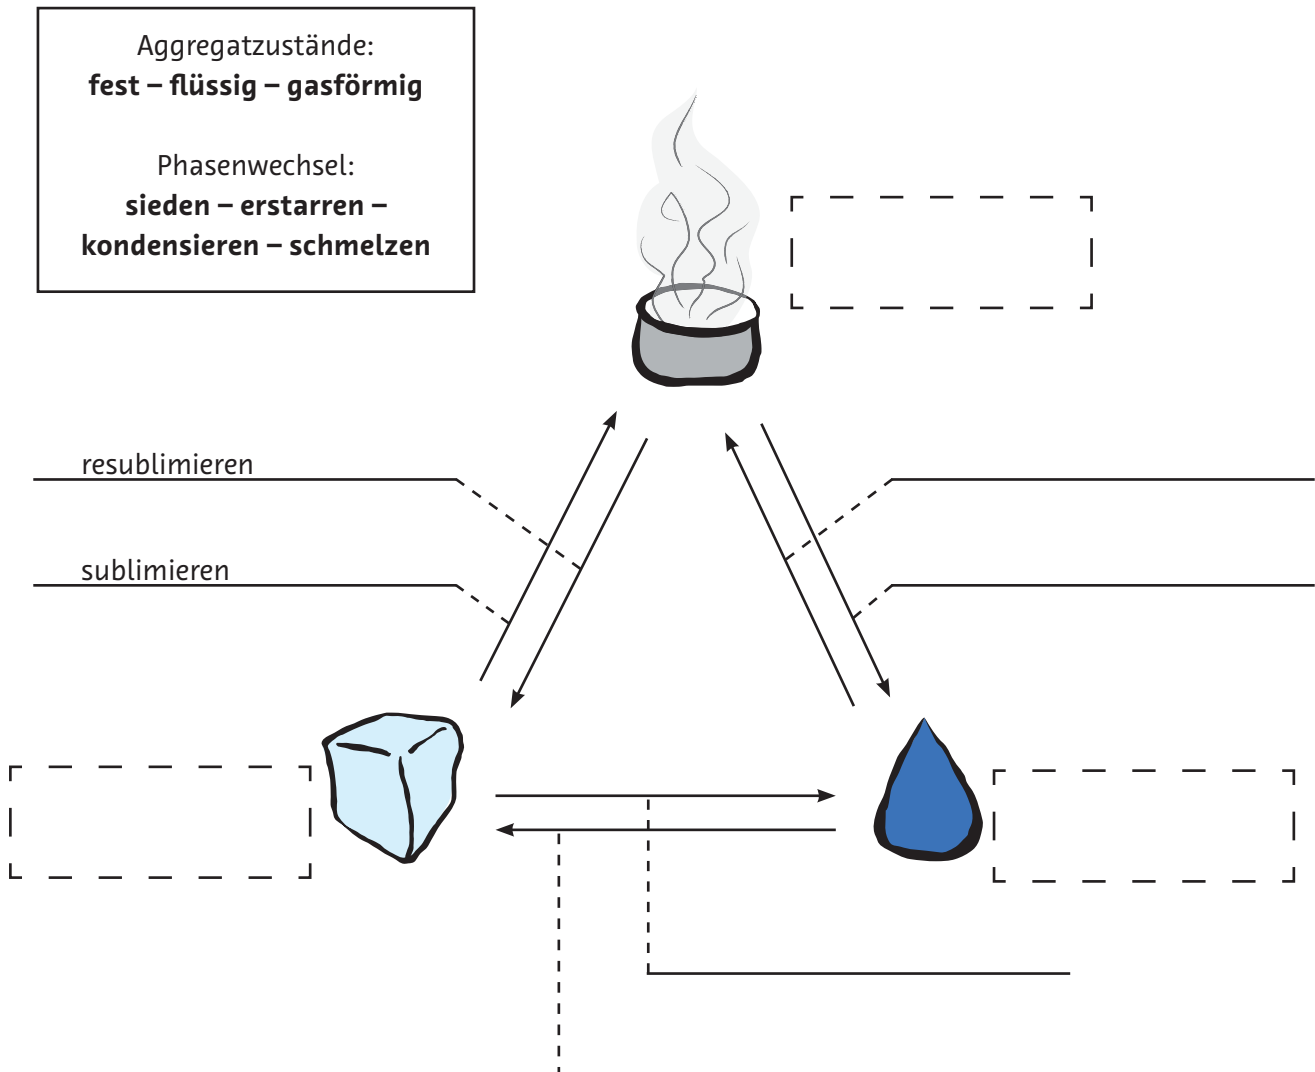 Aggregatzustände:
fest – flüssig – gasförmig
Phasenwechsel:
sieden – erstarren –
kondensieren – schmelzen
resublimieren
sublimieren